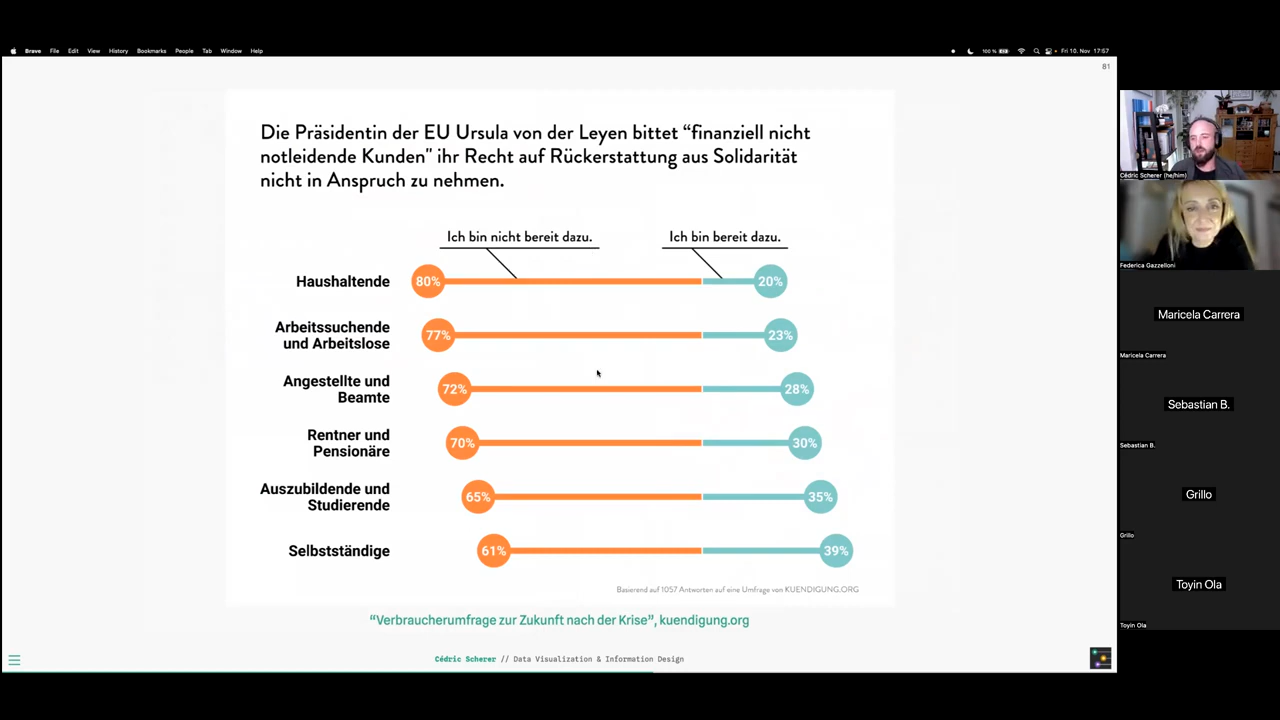 Brave File Edit View History Bookmarks People Tab Window Help 100 % Fri 10. Nov 17:57
81
Die Präsidentin der EU Ursula von der Leyen bittet “finanziell nicht
notleidende Kunden" ihr Recht auf Rückerstattung aus Solidarität
nicht in Anspruch zu nehmen.
Ich bin nicht bereit dazu. Ich bin bereit dazu.
Haushaltende 80% 20%
Arbeitssuchende
und Arbeitslose 77% 23%
Angestellte und
Beamte 72% 28%
Rentner und
Pensionäre 70% 30%
Auszubildende und
Studierende 65% 35%
Selbstständige 61% 39%
Basierend auf 1057 Antworten auf eine Umfrage von KUENDIGUNG.ORG
“Verbraucherumfrage zur Zukunft nach der Krise”, kuendigung.org
Cédric Scherer // Data Visualization & Information Design
Cédric Scherer (he/him)
Federica Gazzelloni
Maricela Carrera
Maricela Carrera
Sebastian B.
Sebastian B.
Grillo
Grillo
Toyin Ola
Toyin Ola